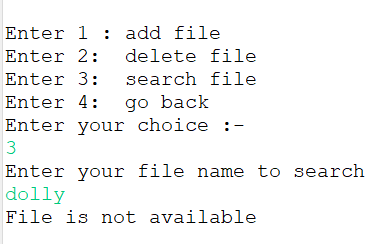 Enter 1 : add file
Enter 2:  delete file
Enter 3:  search file
Enter 4:  go back
Enter your choice :-
3
Enter your file name to search
dolly
File is not available